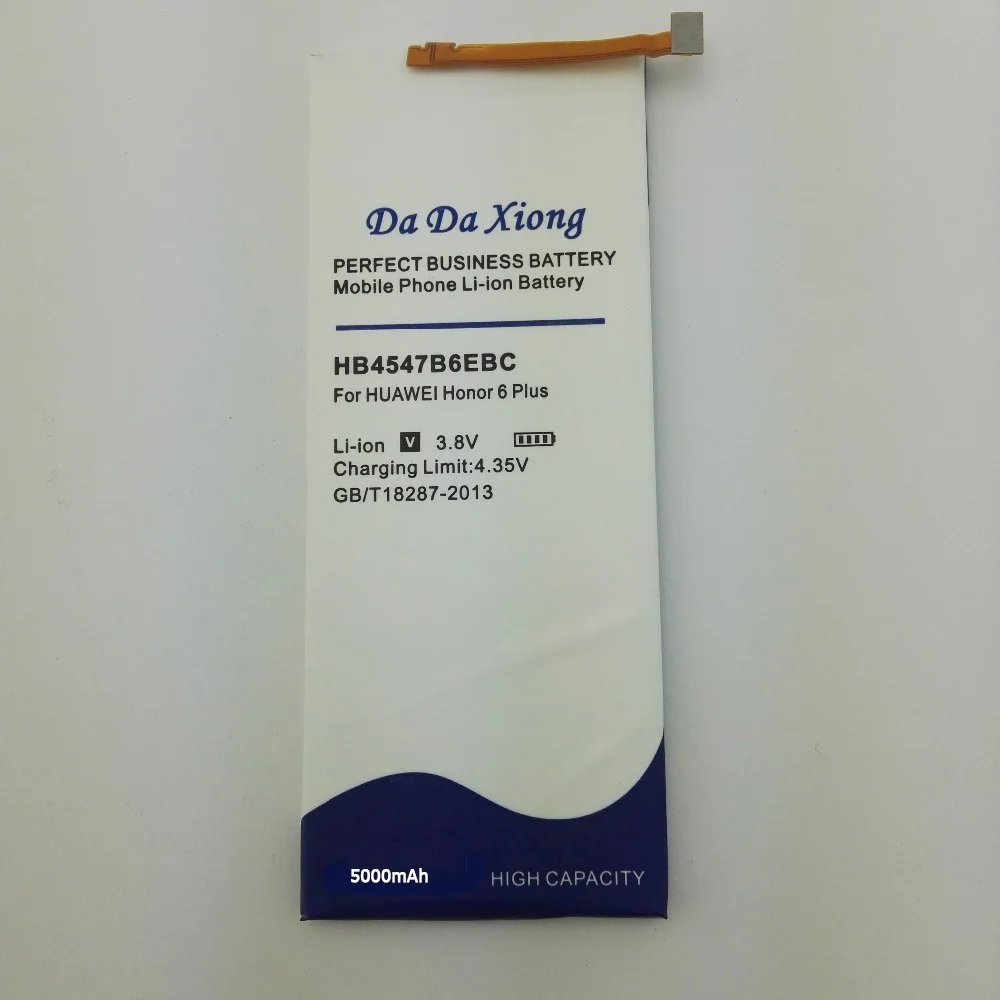 Da Da Xiong
PERFECT BUSINESS BATTERY
Mobile Phone Li-ion Battery
HB4547B6EBC
For HUAWEI Honor 6 Plus
Li-ion V 3.8V
Charging Limit:4.35V
GB/T18287-2013
5000mAh HIGH CAPACITY